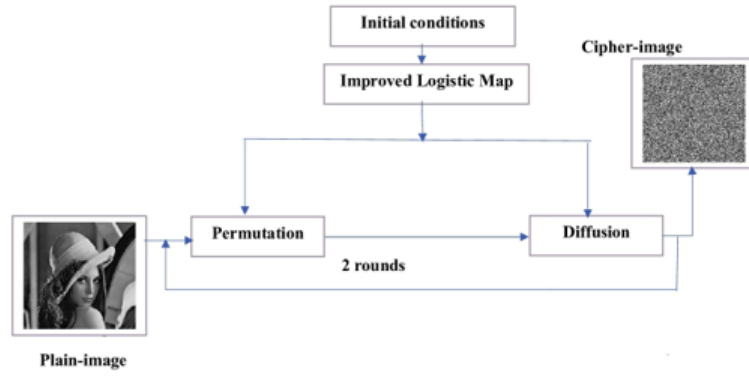 Initial conditions
Cipher-image
Improved Logistic Map
Permutation
Diffusion
2 rounds
Plain-image